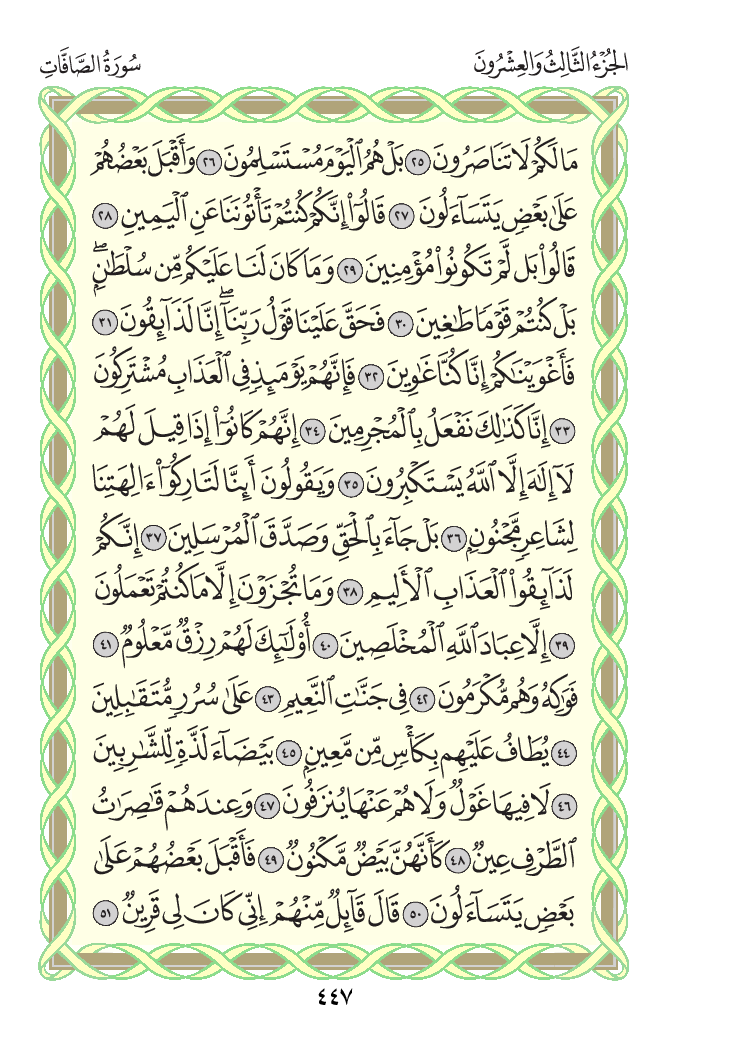 الجُزْءُ الثَّالِثُ وَالعِشْرُونَ
سُورَةُ الصَّافَّاتِ
مَا لَكُمْ لَا تَنَاصَرُونَ ٢٥ بَلْ هُمُ ٱلْيَوْمَ مُسْتَسْلِمُونَ ٢٦ وَأَقْبَلَ بَعْضُهُمْ
عَلَىٰ بَعْضٍ يَتَسَآءَلُونَ ٢٧ قَالُوٓا۟ إِنَّكُمْ كُنتُمْ تَأْتُونَنَا عَنِ ٱلْيَمِينِ ٢٨
قَالُوا۟ بَل لَّمْ تَكُونُوا۟ مُؤْمِنِينَ ٢٩ وَمَا كَانَ لَنَا عَلَيْكُم مِّن سُلْطَـٰنٍۭ ۖ
بَلْ كُنتُمْ قَوْمًا طَـٰغِينَ ٣٠ فَحَقَّ عَلَيْنَا قَوْلُ رَبِّنَآ ۖ إِنَّا لَذَآئِقُونَ ٣١
فَأَغْوَيْنَـٰكُمْ إِنَّا كُنَّا غَـٰوِينَ ٣٢ فَإِنَّهُمْ يَوْمَئِذٍ فِى ٱلْعَذَابِ مُشْتَرِكُونَ
٣٣ إِنَّا كَذَٰلِكَ نَفْعَلُ بِٱلْمُجْرِمِينَ ٣٤ إِنَّهُمْ كَانُوٓا۟ إِذَا قِيلَ لَهُمْ
لَآ إِلَـٰهَ إِلَّا ٱللَّهُ يَسْتَكْبِرُونَ ٣٥ وَيَقُولُونَ أَئِنَّا لَتَارِكُوٓا۟ ءَالِهَتِنَا
لِشَاعِرٍ مَّجْنُونٍۭ ٣٦ بَلْ جَآءَ بِٱلْحَقِّ وَصَدَّقَ ٱلْمُرْسَلِينَ ٣٧ إِنَّكُمْ
لَذَآئِقُوا۟ ٱلْعَذَابِ ٱلْأَلِيمِ ٣٨ وَمَا تُجْزَوْنَ إِلَّا مَا كُنتُمْ تَعْمَلُونَ
٣٩ إِلَّا عِبَادَ ٱللَّهِ ٱلْمُخْلَصِينَ ٤٠ أُو۟لَـٰٓئِكَ لَهُمْ رِزْقٌ مَّعْلُومٌ ٤١
فَوَٰكِهُ وَهُم مُّكْرَمُونَ ٤٢ فِى جَنَّـٰتِ ٱلنَّعِيمِ ٤٣ عَلَىٰ سُرُرٍ مُّتَقَـٰبِلِينَ
٤٤ يُطَافُ عَلَيْهِم بِكَأْسٍ مِّن مَّعِينٍۭ ٤٥ بَيْضَآءَ لَذَّةٍ لِّلشَّـٰرِبِينَ
٤٦ لَا فِيهَا غَوْلٌ وَلَا هُمْ عَنْهَا يُنزَفُونَ ٤٧ وَعِندَهُمْ قَـٰصِرَٰتُ
ٱلطَّرْفِ عِينٌ ٤٨ كَأَنَّهُنَّ بَيْضٌ مَّكْنُونٌ ٤٩ فَأَقْبَلَ بَعْضُهُمْ عَلَىٰ
بَعْضٍ يَتَسَآءَلُونَ ٥٠ قَالَ قَآئِلٌ مِّنْهُمْ إِنِّى كَانَ لِى قَرِينٌ ٥١
٤٤٧